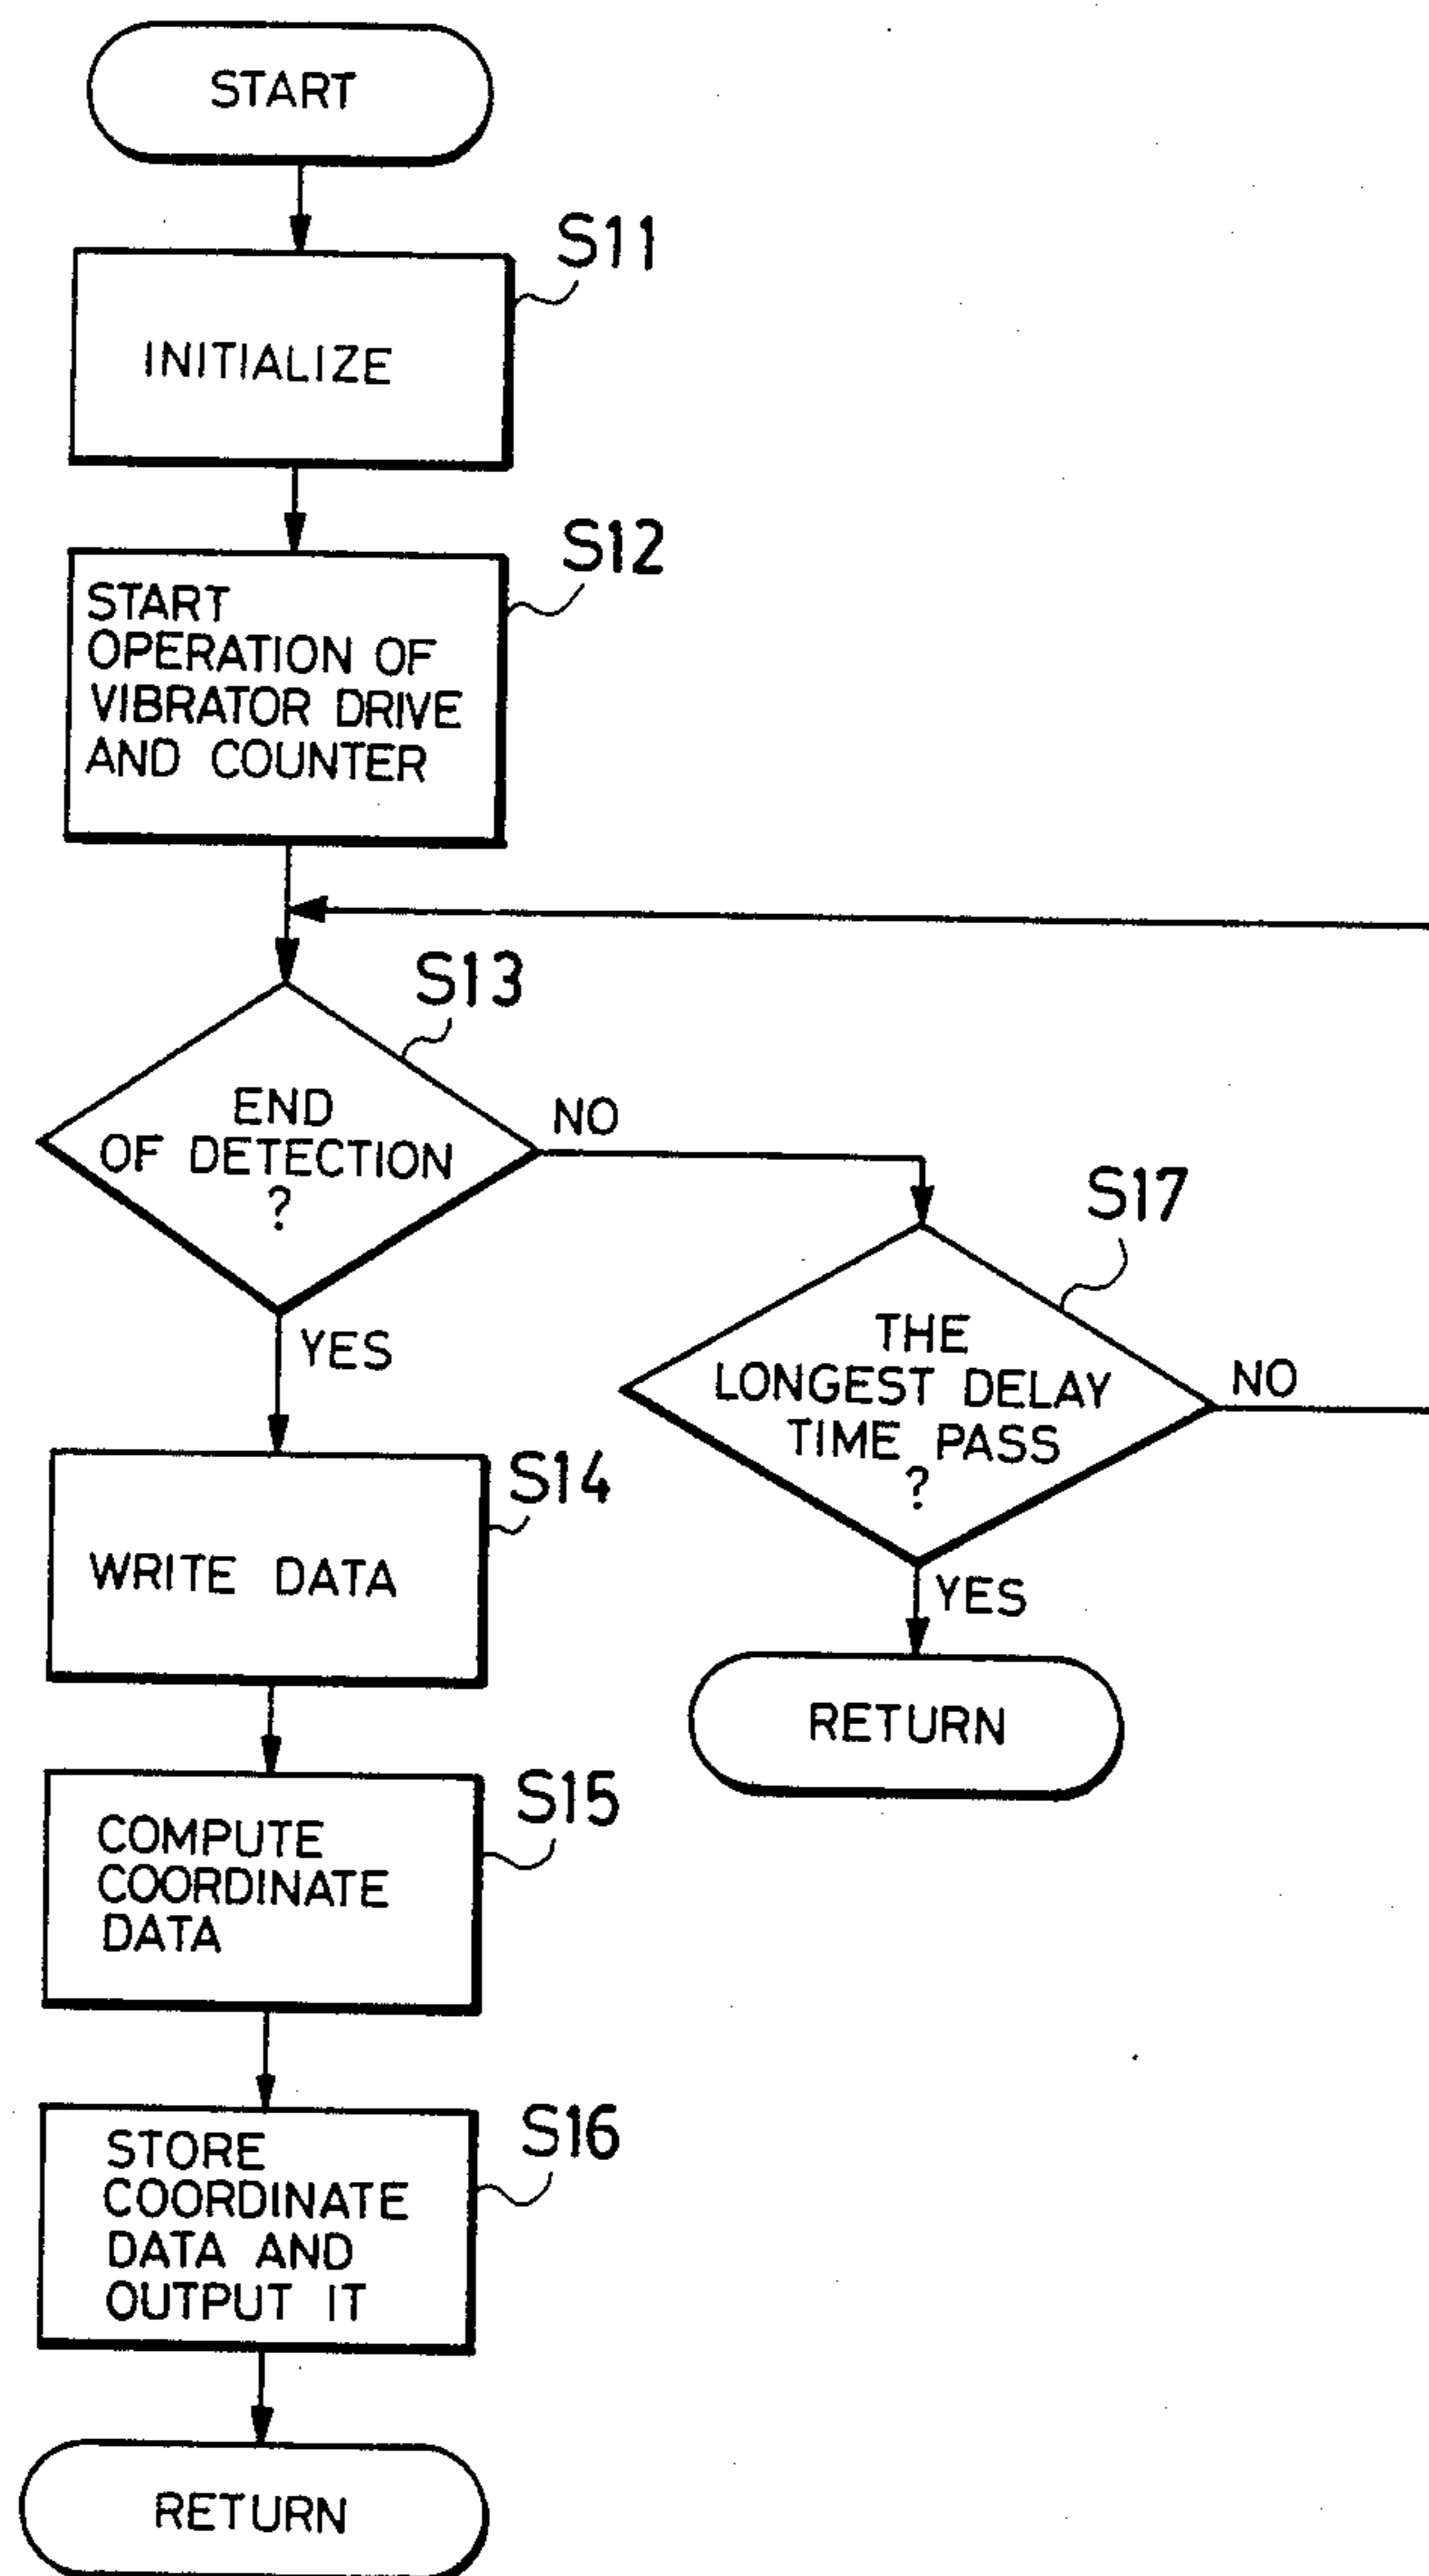 START
S11
INITIALIZE
S12
START
OPERATION OF
VIBRATOR DRIVE
AND COUNTER
S13
END
OF DETECTION
?
NO
YES
S17
THE
LONGEST DELAY
TIME PASS
?
NO
YES
RETURN
S14
WRITE DATA
S15
COMPUTE
COORDINATE
DATA
S16
STORE
COORDINATE
DATA AND
OUTPUT IT
RETURN